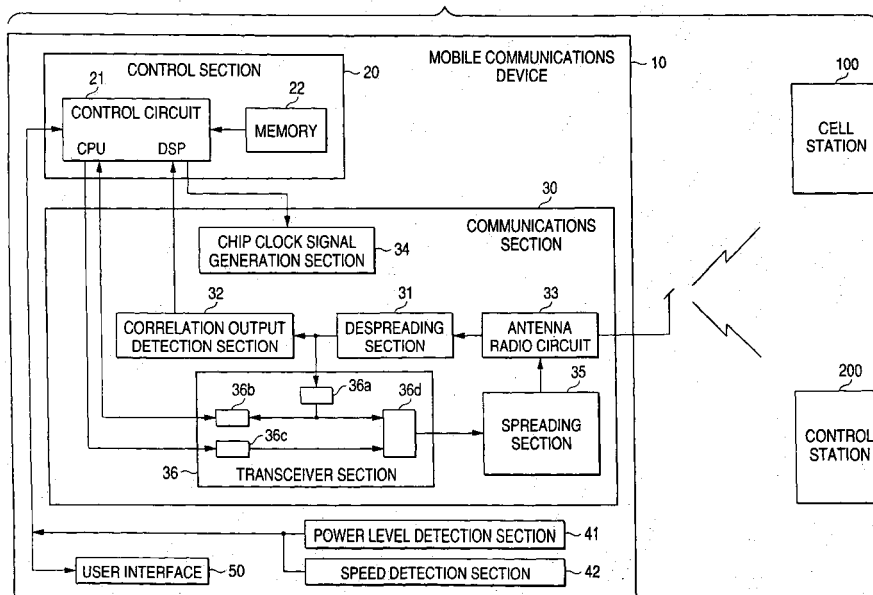 MOBILE COMMUNICATIONS
DEVICE
10
CONTROL SECTION
20
21
CONTROL CIRCUIT
CPU
DSP
22
MEMORY
100
CELL
STATION
30
COMMUNICATIONS
SECTION
CHIP CLOCK SIGNAL
GENERATION SECTION
34
32
CORRELATION OUTPUT
DETECTION SECTION
31
DESPREADING
SECTION
33
ANTENNA
RADIO CIRCUIT
35
SPREADING
SECTION
36a
36b
36c
36d
36
TRANSCEIVER SECTION
200
CONTROL
STATION
POWER LEVEL DETECTION SECTION
41
SPEED DETECTION SECTION
42
USER INTERFACE
50